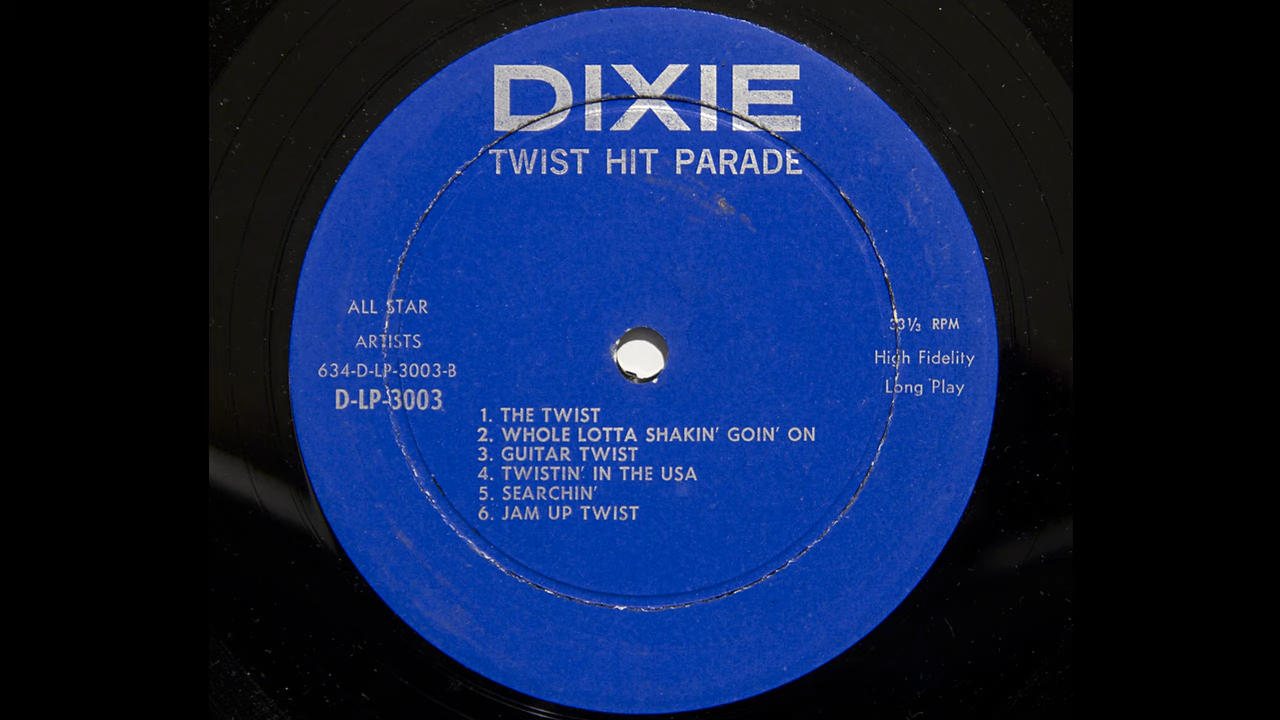 DIXIE
TWIST HIT PARADE
ALL STAR
ARTISTS
634-D-LP-3003-B
D-LP-3003
33⅓ RPM
High Fidelity
Long Play
1. THE TWIST
2. WHOLE LOTTA SHAKIN' GOIN' ON
3. GUITAR TWIST
4. TWISTIN' IN THE USA
5. SEARCHIN'
6. JAM UP TWIST